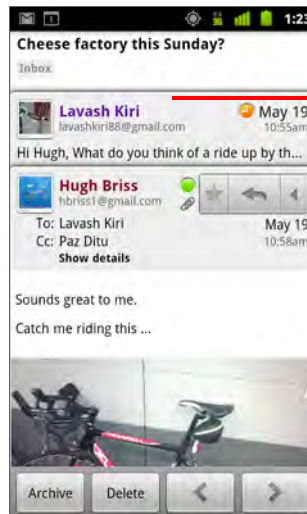 1:23
Cheese factory this Sunday?
Inbox
Lavash Kiri May 19
lavashkiri88@gmail.com 10:55am
Hi Hugh, What do you think of a ride up by th...
Hugh Briss
hbriss1@gmail.com
To: Lavash Kiri May 19
Cc: Paz Ditu 10:58am
Show details
Sounds great to me.
Catch me riding this ...
Archive Delete